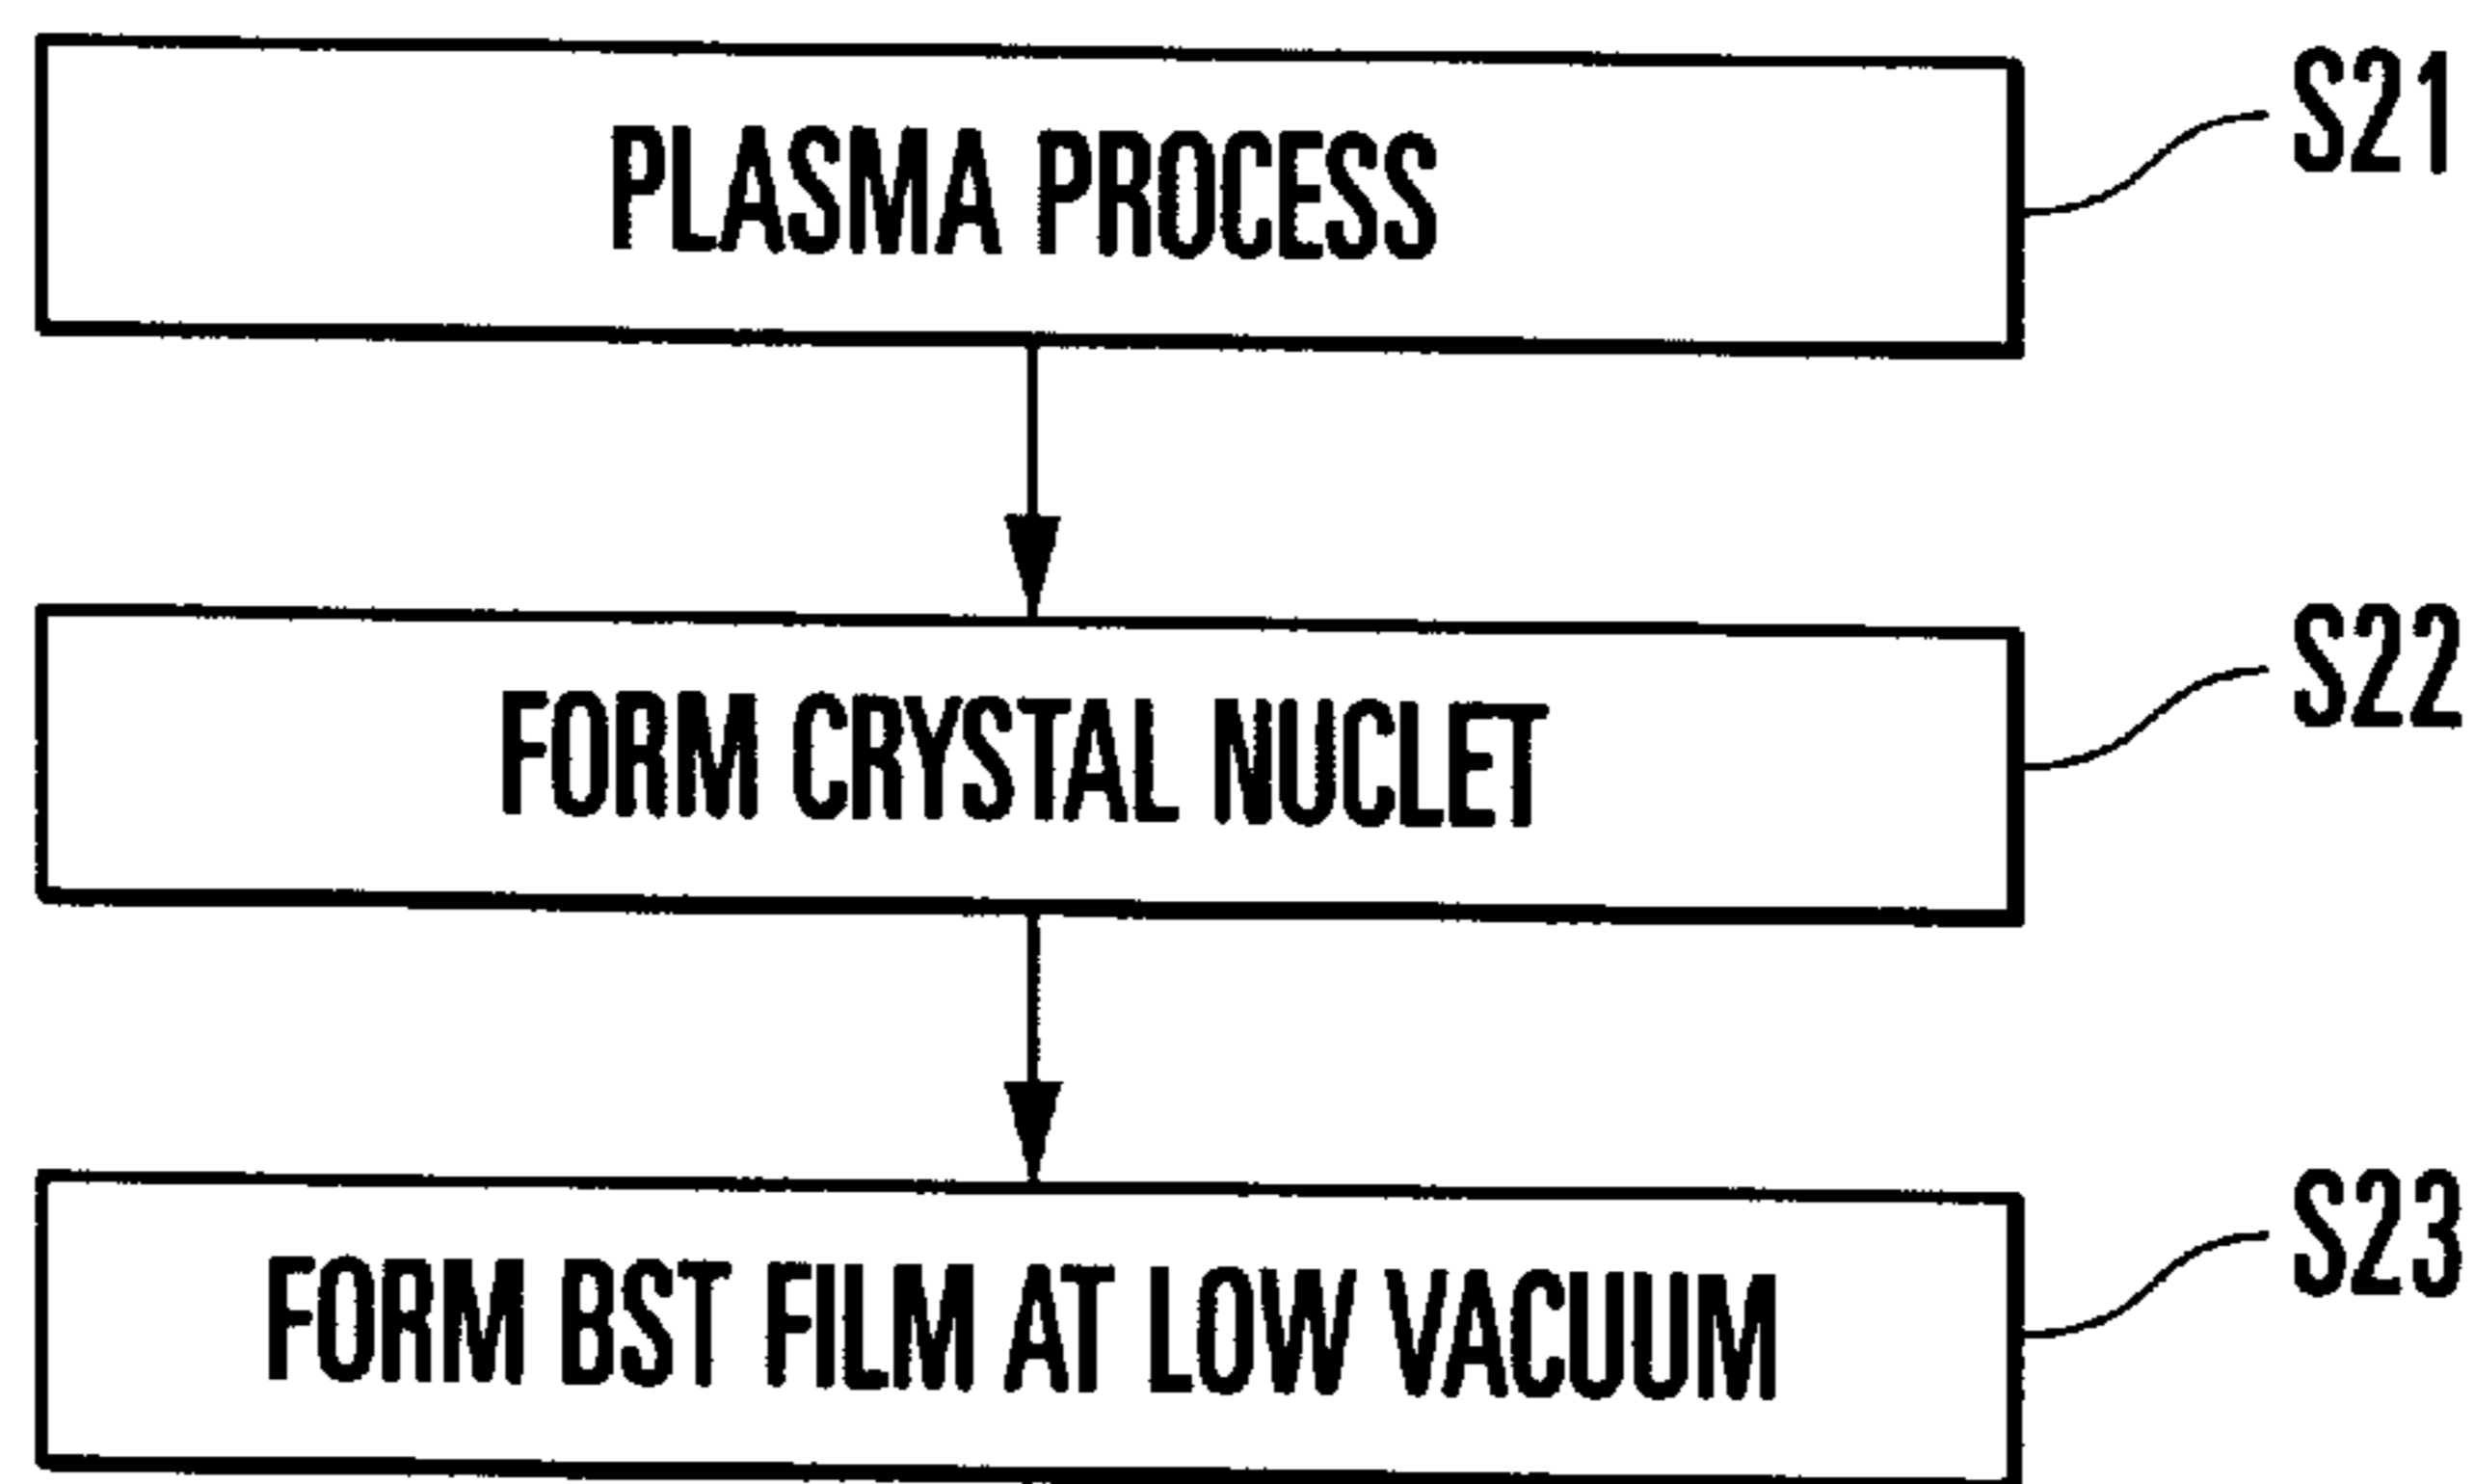 PLASMA PROCESS
S21
FORM CRYSTAL NUCLET
S22
FORM BST FILM AT LOW VACUUM
S23